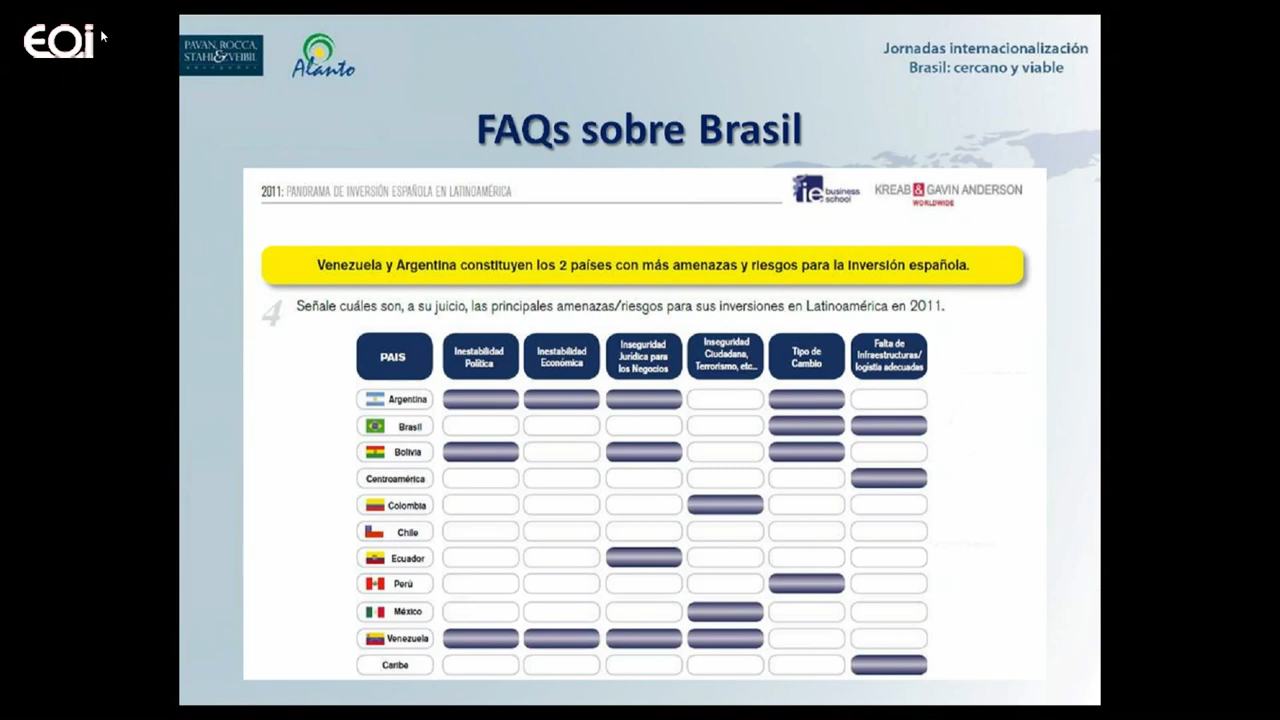 EOI
PAVAN, ROCCA,
STAHL & VEIBIL
Alanto
Jornadas internacionalización
Brasil: cercano y viable
FAQs sobre Brasil
2011: PANORAMA DE INVERSIÓN ESPAÑOLA EN LATINOAMÉRICA
ie business
school
KREAB & GAVIN ANDERSON
WORLDWIDE
Venezuela y Argentina constituyen los 2 países con más amenazas y riesgos para la inversión española.
4 Señale cuáles son, a su juicio, las principales amenazas/riesgos para sus inversiones en Latinoamérica en 2011.
PAIS
Inestabilidad
Política
Inestabilidad
Económica
Inseguridad
Jurídica para
los Negocios
Inseguridad
Ciudadana,
Terrorismo, etc...
Tipo de
Cambio
Falta de
Infraestructuras/
logistia adecuadas
Argentina
Brasil
Bolivia
Centroamérica
Colombia
Chile
Ecuador
Perú
México
Venezuela
Caribe